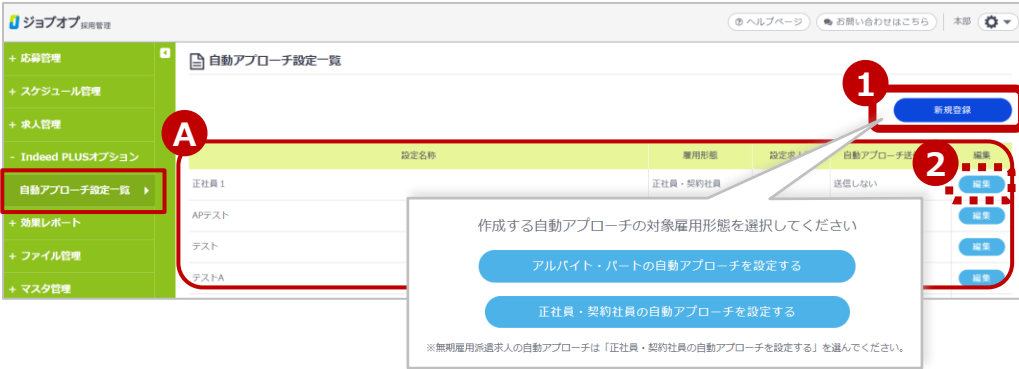 ジョブオプ採用管理
ヘルプページ
お問い合わせはこちら
本部
+ 応募管理
+ スケジュール管理
+ 求人管理
- Indeed PLUSオプション
自動アプローチ設定一覧
+ 効果レポート
+ ファイル管理
+ マスタ管理
自動アプローチ設定一覧
1
新規登録
A
設定名称 雇用形態 設定求人 自動アプローチ送 編集
2
正社員1 正社員・契約社員 送信しない 編集
APテスト 編集
テスト 編集
テストA 編集
作成する自動アプローチの対象雇用形態を選択してください
アルバイト・パートの自動アプローチを設定する
正社員・契約社員の自動アプローチを設定する
※無期雇用派遣求人の自動アプローチは「正社員・契約社員の自動アプローチを設定する」を選んでください。